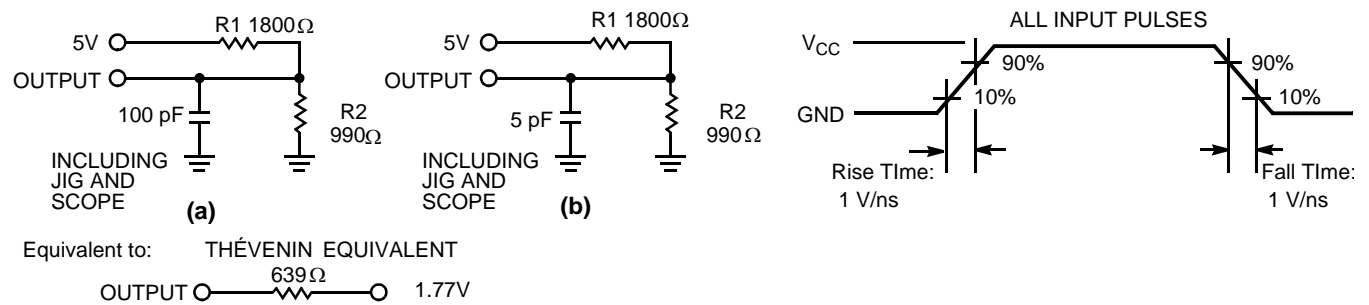 R1 1800Ω
5V
OUTPUT
100 pF
R2
990Ω
INCLUDING
JIG AND
SCOPE
(a)
R1 1800Ω
5V
OUTPUT
5 pF
R2
990Ω
INCLUDING
JIG AND
SCOPE
(b)
ALL INPUT PULSES
VCC
90%
10%
GND
90%
10%
Rise TIme:
1 V/ns
Fall TIme:
1 V/ns
Equivalent to: THÉVENIN EQUIVALENT
639Ω
OUTPUT 1.77V